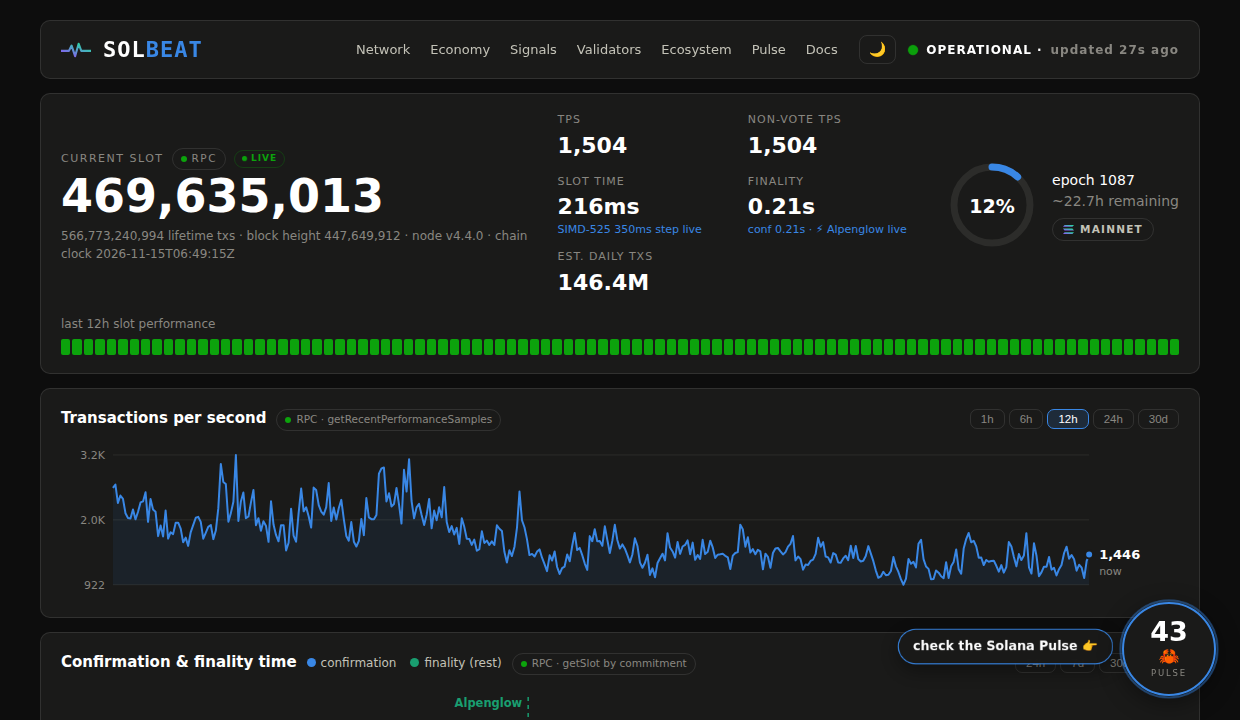 SOLBEAT
Network Economy Signals Validators Ecosystem Pulse Docs
OPERATIONAL · updated 27s ago
CURRENT SLOT RPC LIVE
469,635,013
566,773,240,994 lifetime txs · block height 447,649,912 · node v4.4.0 · chain
clock 2026-11-15T06:49:15Z
TPS
1,504
NON-VOTE TPS
1,504
SLOT TIME
216ms
SIMD-525 350ms step live
FINALITY
0.21s
conf 0.21s · ⚡ Alpenglow live
EST. DAILY TXS
146.4M
12%
epoch 1087
~22.7h remaining
MAINNET
last 12h slot performance
Transactions per second RPC · getRecentPerformanceSamples
1h 6h 12h 24h 30d
3.2K
2.0K
922
1,446
now
Confirmation & finality time confirmation finality (rest) RPC · getSlot by commitment
24h 7d
Alpenglow
check the Solana Pulse 👉
43
PULSE